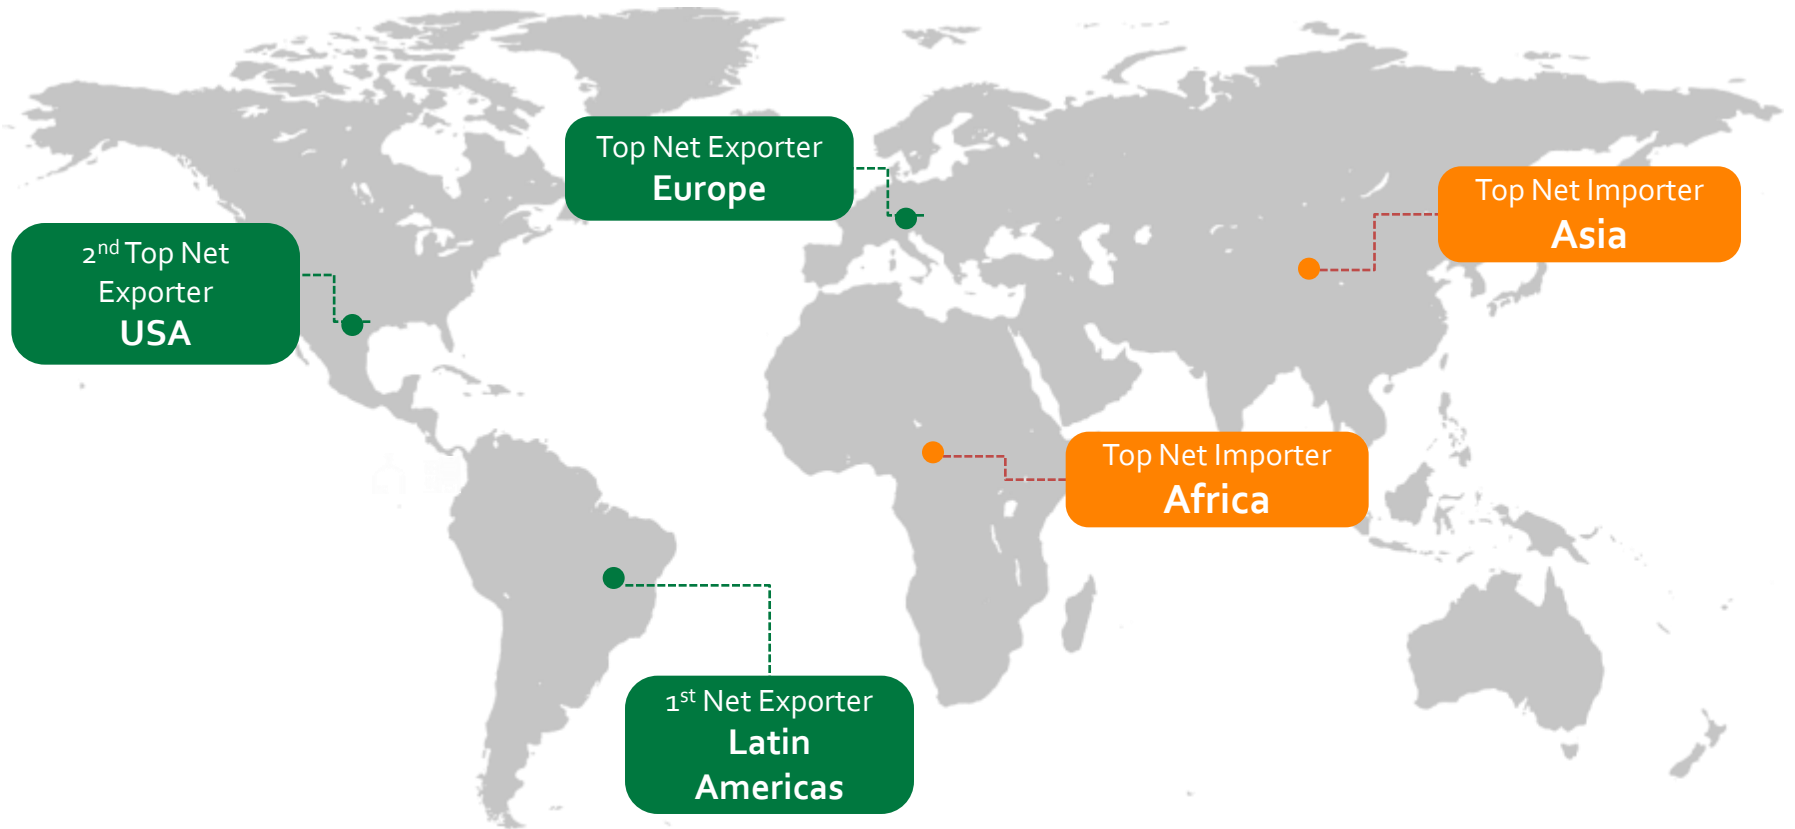 Top Net Exporter
Europe
Top Net Importer
Asia
2nd Top Net
Exporter
USA
Top Net Importer
Africa
1st Net Exporter
Latin
Americas